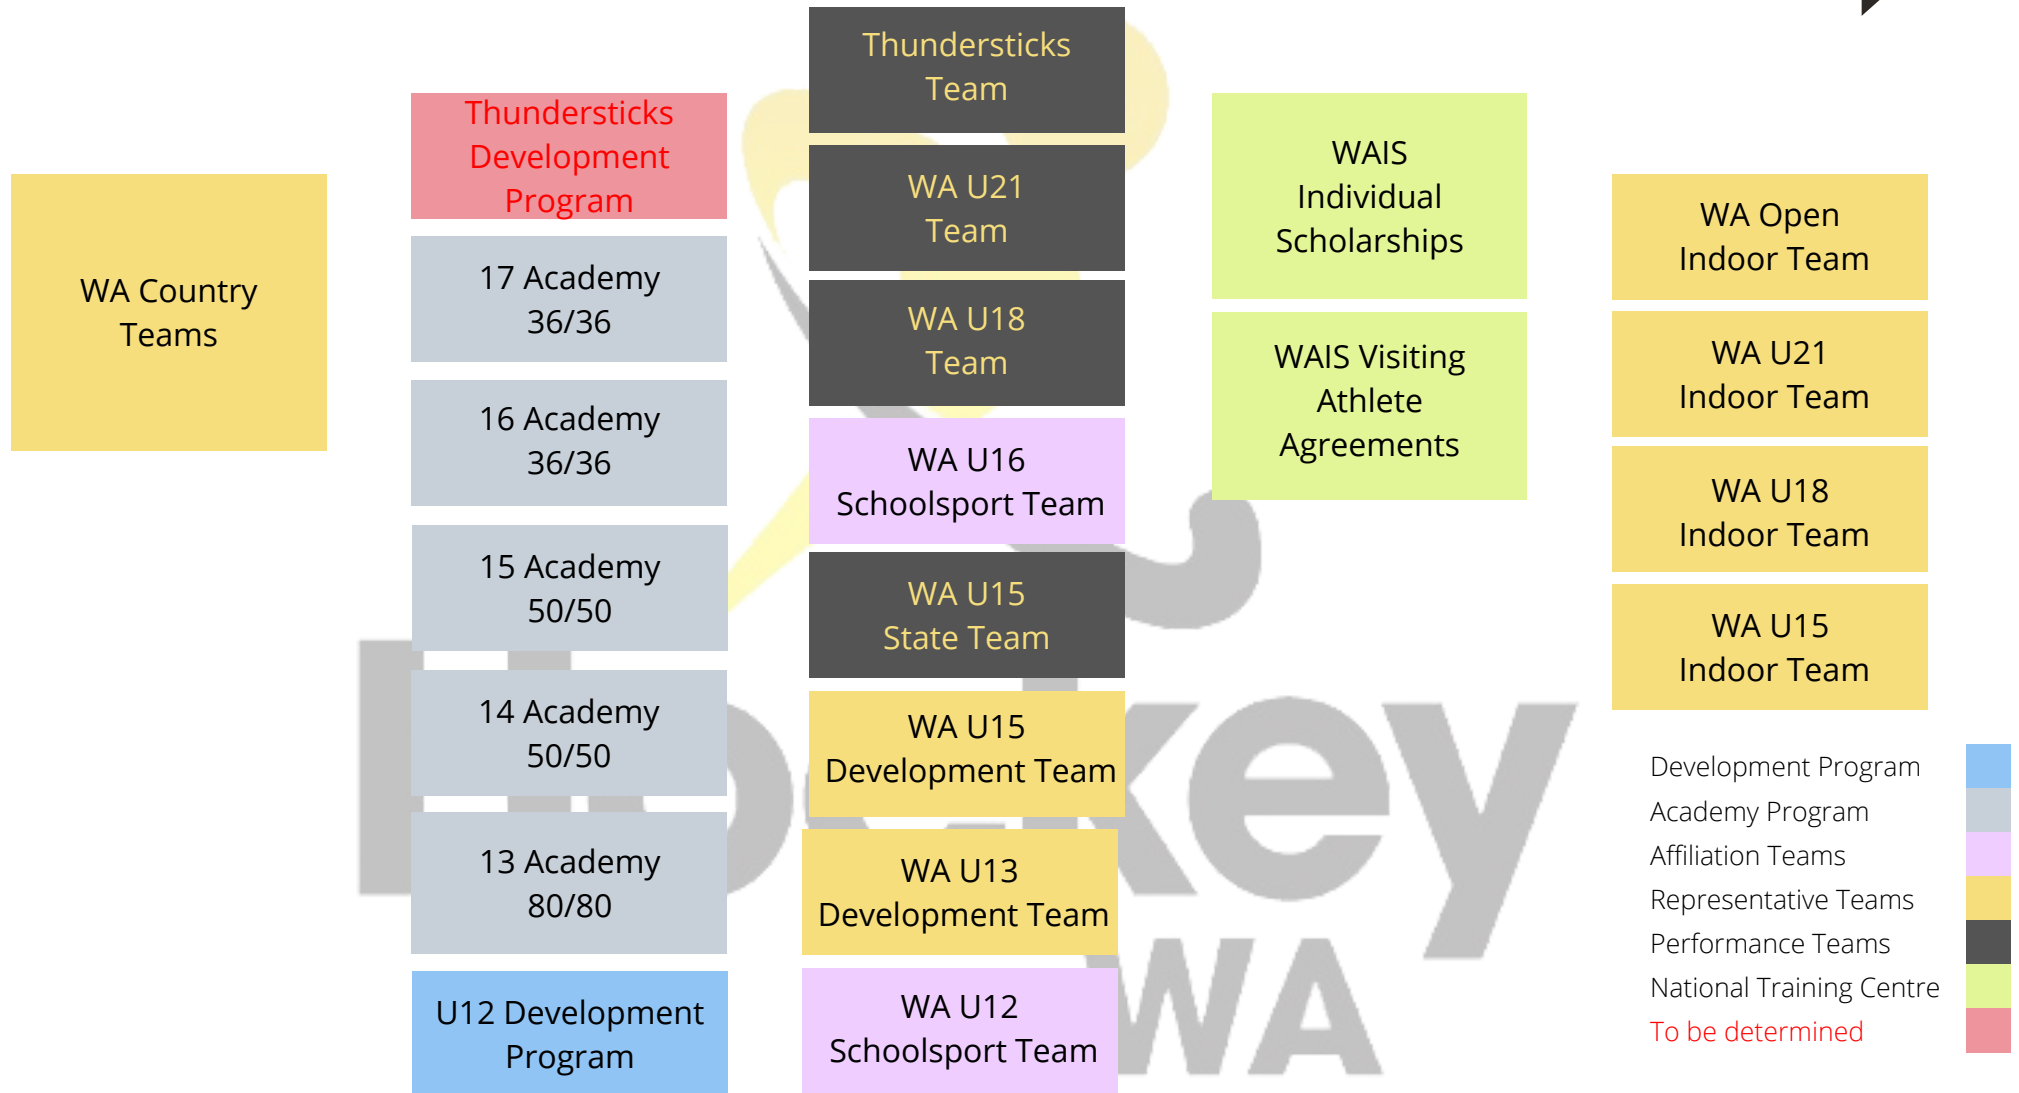 WA Country
Teams
Thundersticks
Development
Program
17 Academy
36/36
16 Academy
36/36
15 Academy
50/50
14 Academy
50/50
13 Academy
80/80
U12 Development
Program
Thundersticks
Team
WA U21
Team
WA U18
Team
WA U16
Schoolsport Team
WA U15
State Team
WA U15
Development Team
WA U13
Development Team
WA U12
Schoolsport Team
WAIS
Individual
Scholarships
WAIS Visiting
Athlete
Agreements
WA Open
Indoor Team
WA U21
Indoor Team
WA U18
Indoor Team
WA U15
Indoor Team
Development Program
Academy Program
Affiliation Teams
Representative Teams
Performance Teams
National Training Centre
To be determined
Hockey
WA